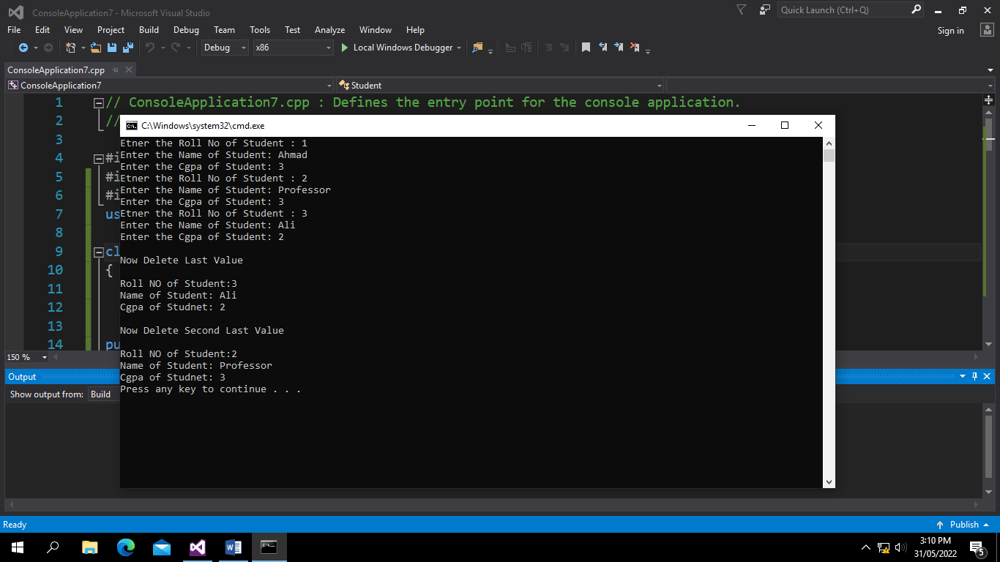 ConsoleApplication7 - Microsoft Visual Studio
Quick Launch (Ctrl+Q)
File Edit View Project Build Debug Team Tools Test Analyze Window Help
Sign in
Debug x86 Local Windows Debugger
ConsoleApplication7.cpp
ConsoleApplication7 Student
1 // ConsoleApplication7.cpp : Defines the entry point for the console application.
2 //
3
4 #i
5 #i
6 #i
7 us
8
9 cl
10 {
11
12
13
14 pu
C:\Windows\system32\cmd.exe
Etner the Roll No of Student : 1
Enter the Name of Student: Ahmad
Enter the Cgpa of Student: 3
Etner the Roll No of Student : 2
Enter the Name of Student: Professor
Enter the Cgpa of Student: 3
Etner the Roll No of Student : 3
Enter the Name of Student: Ali
Enter the Cgpa of Student: 2
Now Delete Last Value
Roll NO of Student:3
Name of Student: Ali
Cgpa of Studnet: 2
Now Delete Second Last Value
Roll NO of Student:2
Name of Student: Professor
Cgpa of Studnet: 3
Press any key to continue . . .
150 %
Output
Show output from: Build
Ready
Publish
3:10 PM
31/05/2022
5